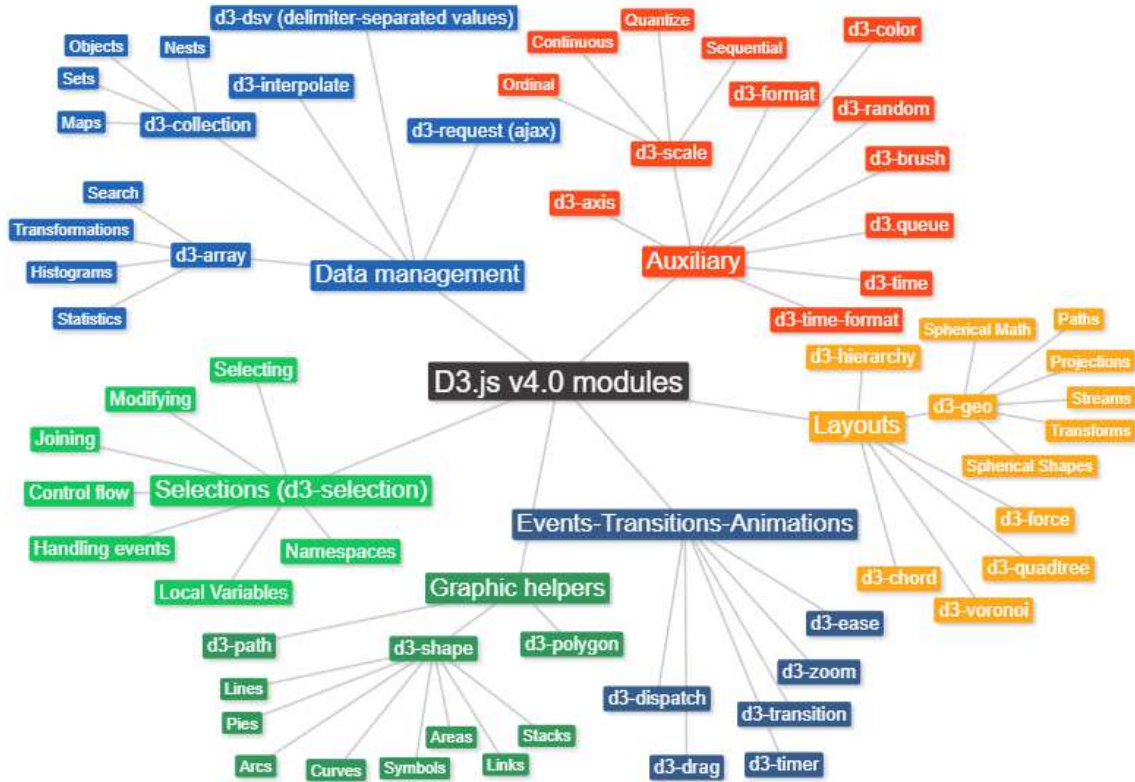 d3-dsv (delimiter-separated values)
Objects
Nests
Sets
d3-interpolate
Maps
d3-collection
d3-request (ajax)
Search
Transformations
d3-array
Histograms
Statistics
Data management
Quantize
Continuous
Sequential
Ordinal
d3-color
d3-format
d3-random
d3-scale
d3-brush
d3-axis
d3.queue
Auxiliary
d3-time
d3-time-format
D3.js v4.0 modules
Spherical Math
Paths
d3-hierarchy
Projections
d3-geo
Streams
Layouts
Transforms
Spherical Shapes
d3-force
d3-quadtree
d3-chord
d3-voronoi
Selecting
Modifying
Joining
Control flow
Selections (d3-selection)
Handling events
Namespaces
Local Variables
Events-Transitions-Animations
d3-ease
d3-zoom
d3-dispatch
d3-transition
d3-drag
d3-timer
Graphic helpers
d3-path
d3-shape
d3-polygon
Lines
Pies
Arcs
Curves
Symbols
Areas
Links
Stacks